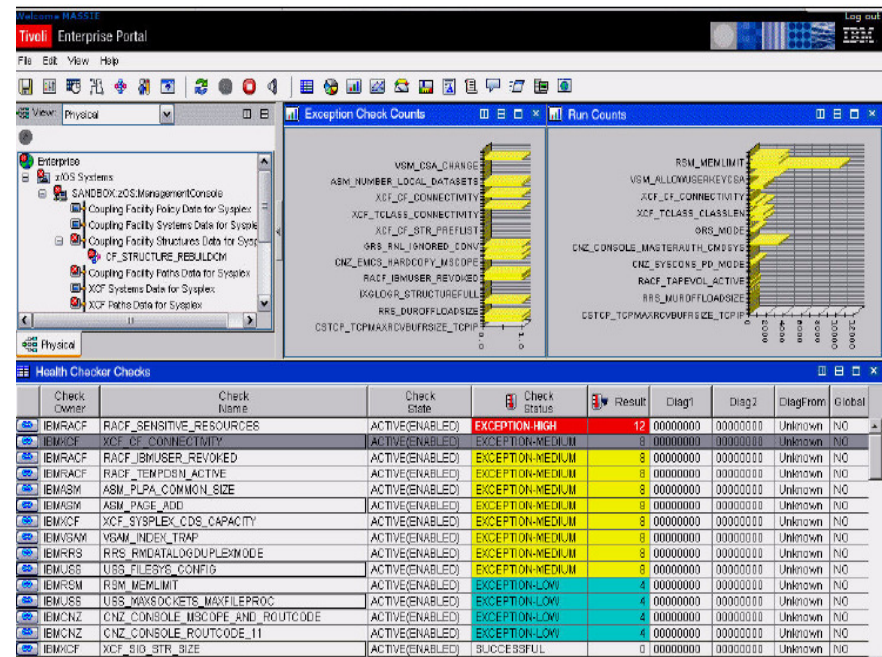 Welcome MASSIE
Log out
Tivoli Enterprise Portal
IBM
File Edit View Help
View: Physical
Enterprise
z/OS Systems
SANDBOX:zOS:ManagementConsole
Coupling Facility Policy Data for Sysplex
Coupling Facility Systems Data for Sysple
Coupling Facility Structures Data for Sysp
CF_STRUCTURE_REBUILDCM
Coupling Facility Paths Data for Sysplex
XCF Systems Data for Sysplex
XCF Paths Data for Sysplex
Physical
Exception Check Counts
VSM_CSA_CHANGE
ASM_NUMBER_LOCAL_DATASETS
XCF_CF_CONNECTIVITY
XCF_TCLASS_CONNECTIVITY
XCF_CF_STR_PREFLIST
GRS_RNL_IGNORED_CONV
CNZ_EMCS_HARDCOPY_MSCOPE
RACF_IBMUSER_REVOKED
IXGLOGR_STRUCTUREFULL
RRS_DUROFFLOADSIZE
CSTCP_TCPMAXRCVBUFRSIZE_TCPIP
Run Counts
RSM_MEMLIMIT
VSM_ALLOWUSERKEYCSA
XCF_CF_CONNECTIVITY
XCF_TCLASS_CLASSLEN
GRS_MODE
CNZ_CONSOLE_MASTERAUTH_CMDSYS
CNZ_SYSCONS_PD_MODE
RACF_TAPEVOL_ACTIVE
RRS_MUROFFLOADSIZE
CSTCP_TCPMAXRCVBUFRSIZE_TCPIP
Health Checker Checks
Check Owner Check Name Check State Check Status Result Diag1 Diag2 DiagFrom Global
IBMRACF RACF_SENSITIVE_RESOURCES ACTIVE(ENABLED) EXCEPTION-HIGH 12 00000000 00000000 Unknown NO
IBMXCF XCF_CF_CONNECTIVITY ACTIVE(ENABLED) EXCEPTION-MEDIUM 8 00000000 00000000 Unknown NO
IBMRACF RACF_IBMUSER_REVOKED ACTIVE(ENABLED) EXCEPTION-MEDIUM 8 00000000 00000000 Unknown NO
IBMRACF RACF_TEMPDSN_ACTIVE ACTIVE(ENABLED) EXCEPTION-MEDIUM 8 00000000 00000000 Unknown NO
IBMASM ASM_PLPA_COMMON_SIZE ACTIVE(ENABLED) EXCEPTION-MEDIUM 8 00000000 00000000 Unknown NO
IBMASM ASM_PAGE_ADD ACTIVE(ENABLED) EXCEPTION-MEDIUM 8 00000000 00000000 Unknown NO
IBMXCF XCF_SYSPLEX_CDS_CAPACITY ACTIVE(ENABLED) EXCEPTION-MEDIUM 8 00000000 00000000 Unknown NO
IBMVSAM VSAM_INDEX_TRAP ACTIVE(ENABLED) EXCEPTION-MEDIUM 8 00000000 00000000 Unknown NO
IBMRRS RRS_RMDATALOGDUPLEXMODE ACTIVE(ENABLED) EXCEPTION-MEDIUM 8 00000000 00000000 Unknown NO
IBMUSS USS_FILESYS_CONFIG ACTIVE(ENABLED) EXCEPTION-MEDIUM 8 00000000 00000000 Unknown NO
IBMRSM RSM_MEMLIMIT ACTIVE(ENABLED) EXCEPTION-LOW 4 00000000 00000000 Unknown NO
IBMUSS USS_MAXSOCKETS_MAXFILEPROC ACTIVE(ENABLED) EXCEPTION-LOW 4 00000000 00000000 Unknown NO
IBMCNZ CNZ_CONSOLE_MSCOPE_AND_ROUTCODE ACTIVE(ENABLED) EXCEPTION-LOW 4 00000000 00000000 Unknown NO
IBMCNZ CNZ_CONSOLE_ROUTCODE_11 ACTIVE(ENABLED) EXCEPTION-LOW 4 00000000 00000000 Unknown NO
IBMXCF XCF_SIG_STR_SIZE ACTIVE(ENABLED) SUCCESSFUL 0 00000000 00000000 Unknown NO